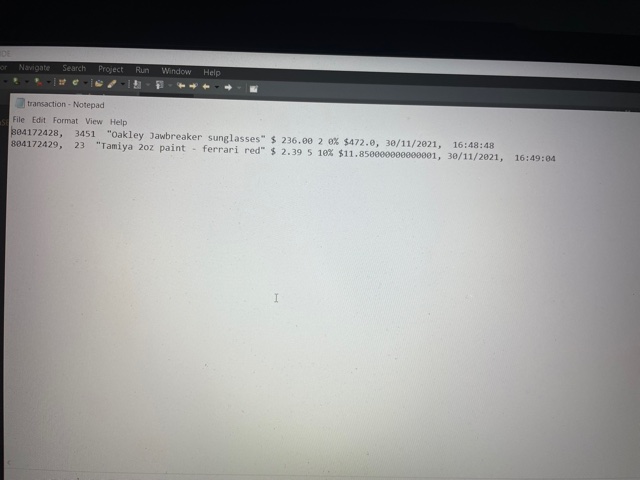 Navigate Search Project Run Window Help
transaction - Notepad
File Edit Format View Help
804172428, 3451 "Oakley Jawbreaker sunglasses" $ 236.00 2 0% $472.0, 30/11/2021, 16:48:48
804172429, 23 "Tamiya 2oz paint - ferrari red" $ 2.39 5 10% $11.850000000000001, 30/11/2021, 16:49:04